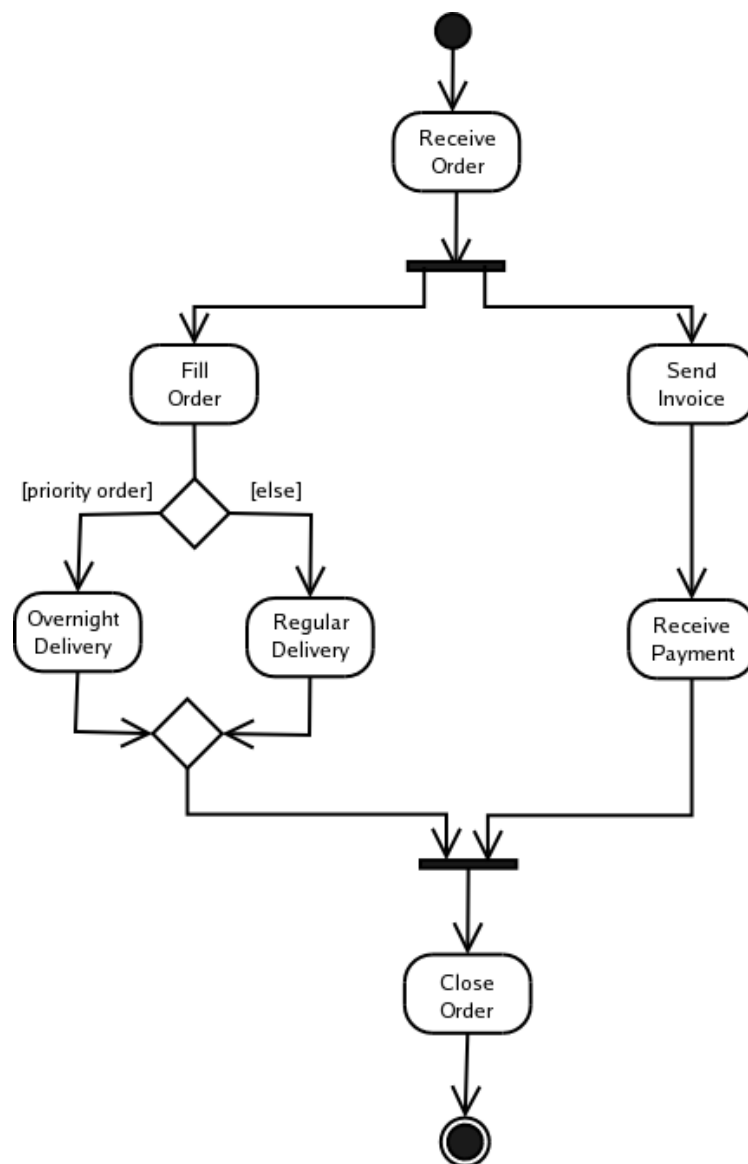 Receive
Order
Fill
Order
Send
Invoice
[priority order]
[else]
Overnight
Delivery
Regular
Delivery
Receive
Payment
Close
Order